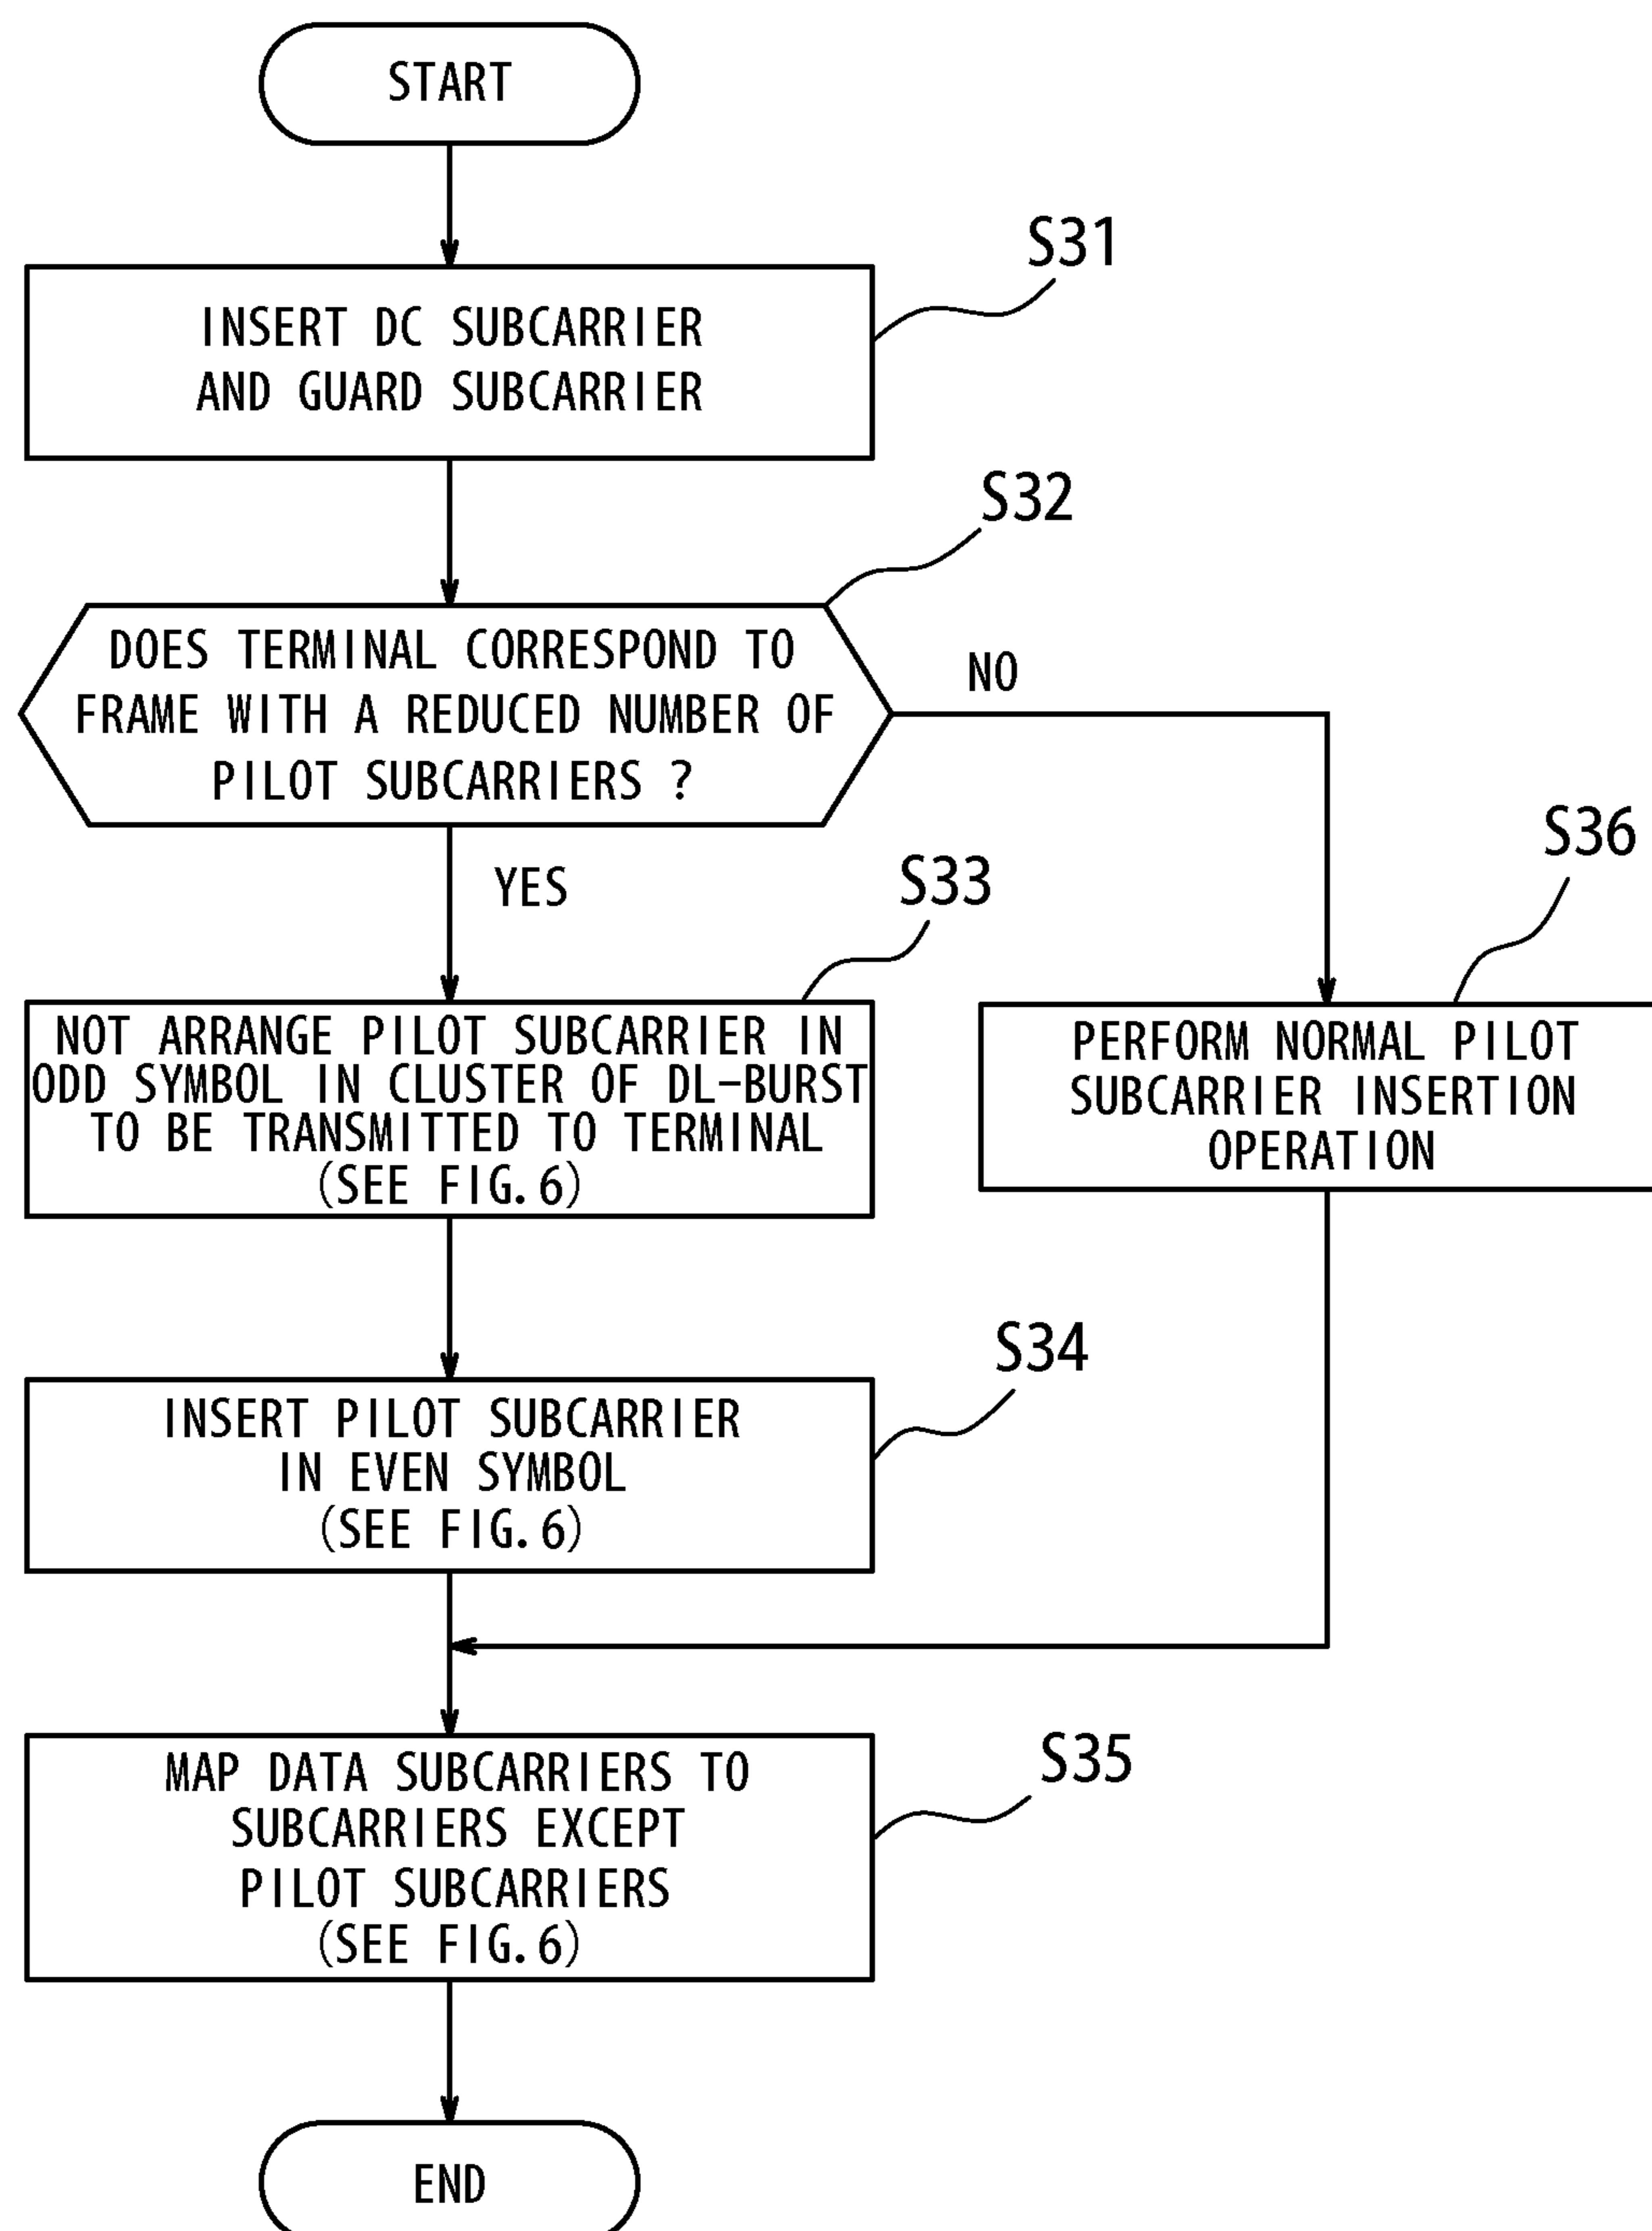 START
S31
INSERT DC SUBCARRIER
AND GUARD SUBCARRIER
S32
DOES TERMINAL CORRESPOND TO
FRAME WITH A REDUCED NUMBER OF
PILOT SUBCARRIERS ?
NO
YES
S33
S36
NOT ARRANGE PILOT SUBCARRIER IN
ODD SYMBOL IN CLUSTER OF DL-BURST
TO BE TRANSMITTED TO TERMINAL
(SEE FIG. 6)
PERFORM NORMAL PILOT
SUBCARRIER INSERTION
OPERATION
S34
INSERT PILOT SUBCARRIER
IN EVEN SYMBOL
(SEE FIG. 6)
S35
MAP DATA SUBCARRIERS TO
SUBCARRIERS EXCEPT
PILOT SUBCARRIERS
(SEE FIG. 6)
END